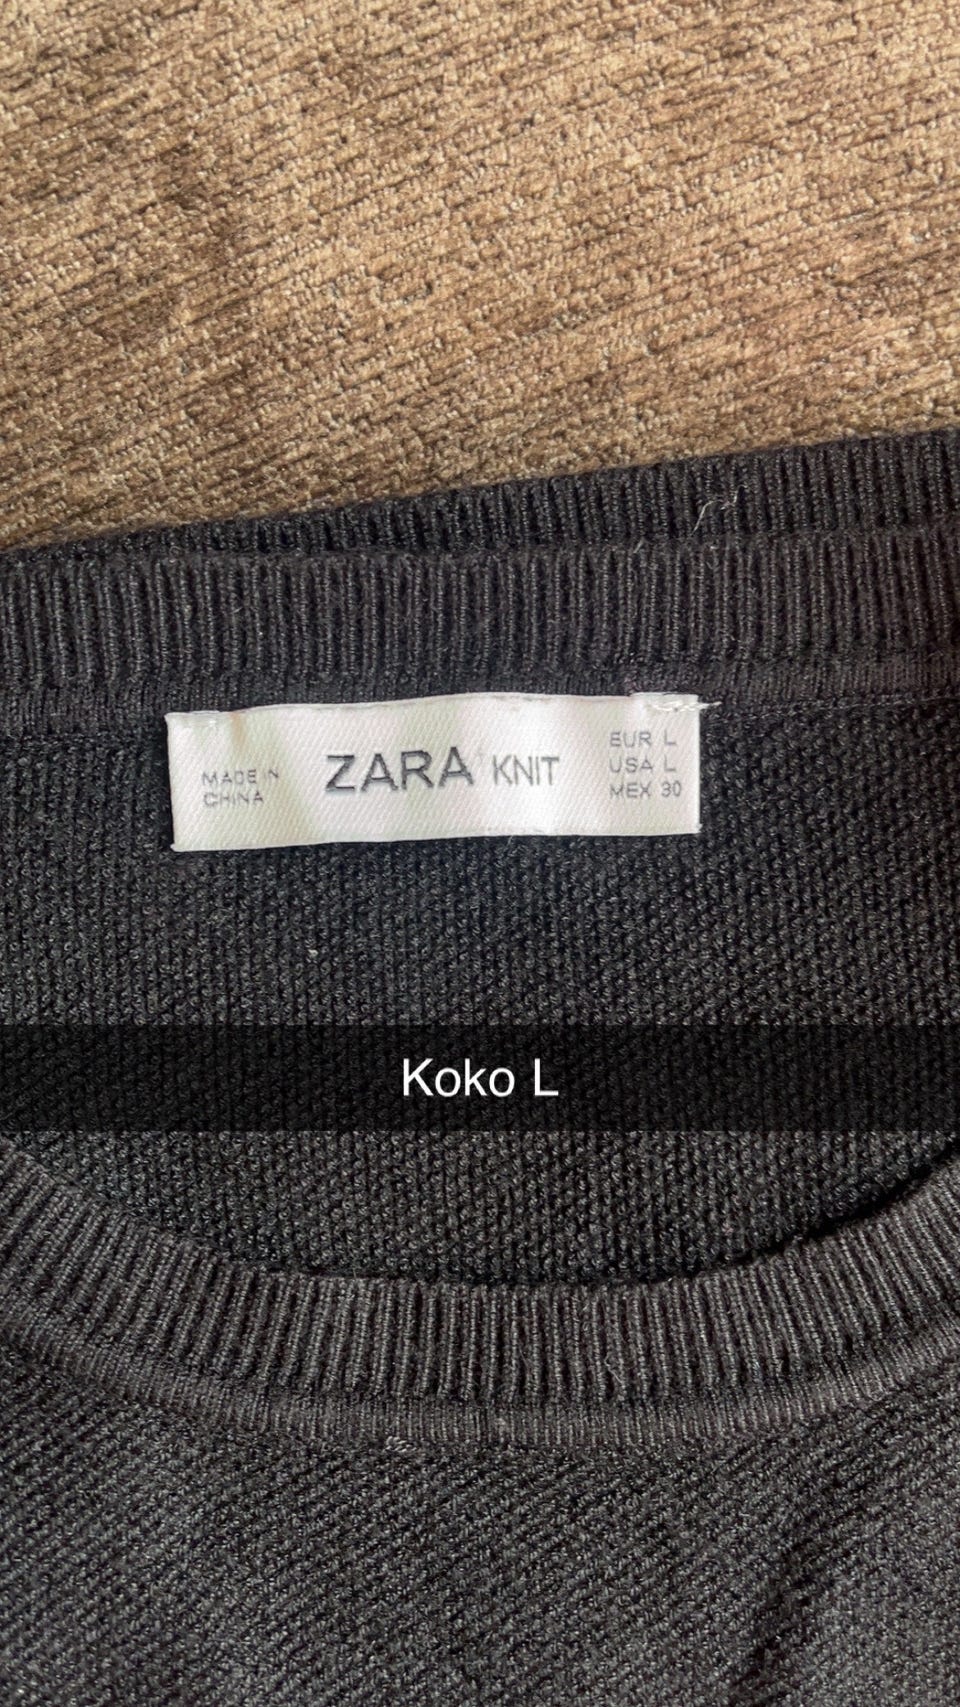 MADE IN
CHINA
ZARA KNIT
EUR L
USA L
MEX 30
Koko L